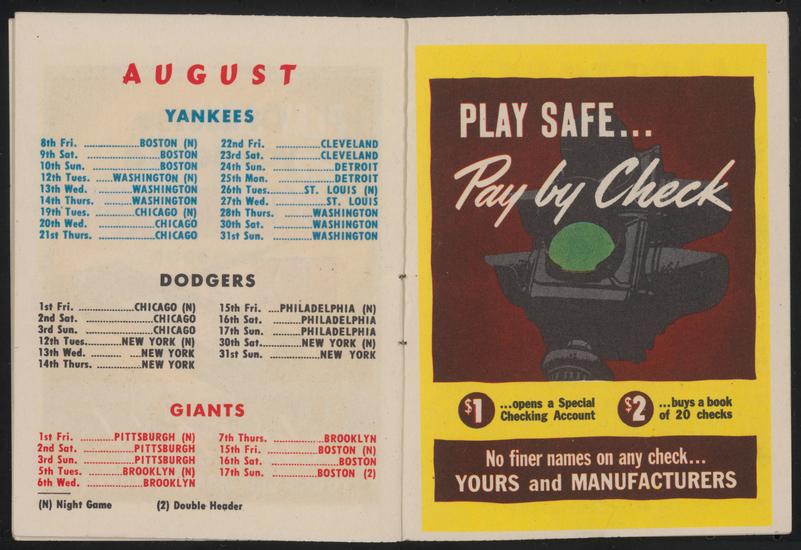 AUGUST
YANKEES
8th Fri. ....................BOSTON (N)
9th Sat. .........................BOSTON
10th Sun. .......................BOSTON
12th Tues. ........WASHINGTON (N)
13th Wed. ..............WASHINGTON
14th Thurs. ............WASHINGTON
19th Tues. ................CHICAGO (N)
20th Wed. .....................CHICAGO
21st Thurs. ....................CHICAGO
22nd Fri. ...................CLEVELAND
23rd Sat. ...................CLEVELAND
24th Sun. .......................DETROIT
25th Mon. ......................DETROIT
26th Tues...........ST. LOUIS (N)
27th Wed. ................ST. LOUIS
28th Thurs. ..........WASHINGTON
30th Sat. ...............WASHINGTON
31st Sun. ...............WASHINGTON
DODGERS
1st Fri. .....................CHICAGO (N)
2nd Sat. ........................CHICAGO
3rd Sun. ........................CHICAGO
12th Tues..........NEW YORK (N)
13th Wed. .......... ....NEW YORK
14th Thurs. ................NEW YORK
15th Fri. ....PHILADELPHIA (N)
16th Sat. ........PHILADELPHIA
17th Sun. ........PHILADELPHIA
30th Sat.............NEW YORK (N)
31st Sun. .................NEW YORK
GIANTS
1st Fri. ............PITTSBURGH (N)
2nd Sat. ..................PITTSBURGH
3rd Sun. ..................PITTSBURGH
5th Tues. ............BROOKLYN (N)
6th Wed. ...................BROOKLYN
7th Thurs. ..................BROOKLYN
15th Fri. ..................BOSTON (N)
16th Sat. .......................BOSTON
17th Sun. ................BOSTON (2)
(N) Night Game (2) Double Header
PLAY SAFE...
Pay by Check
$1 ...opens a Special
Checking Account
$2 ...buys a book
of 20 checks
No finer names on any check...
YOURS and MANUFACTURERS